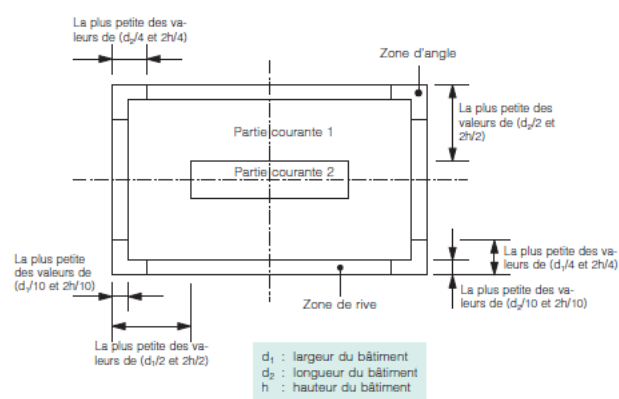 La plus petite des va-
leurs de (d₂/4 et 2h/4)
Zone d'angle
La plus petite des
valeurs de (d₂/2 et
2h/2)
Partie courante 1
Partie courante 2
La plus petite
des valeurs de
(d₁/10 et 2h/10)
La plus petite des va-
leurs de (d₁/4 et 2h/4)
La plus petite des va-
leurs de (d₂/10 et 2h/10)
Zone de rive
La plus petite des va-
leurs de (d₁/2 et 2h/2)
d₁ : largeur du bâtiment
d₂ : longueur du bâtiment
h : hauteur du bâtiment